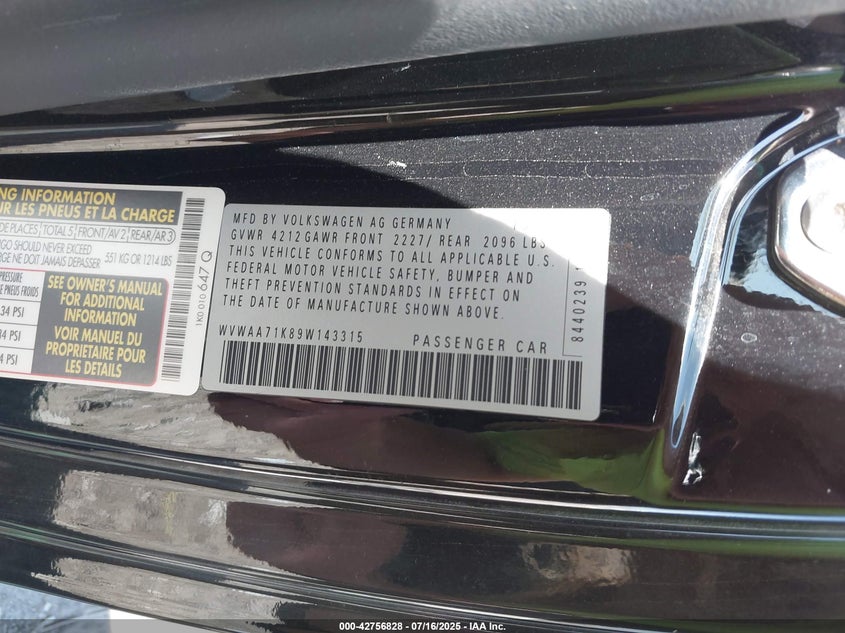 NG INFORMATION
UR LES PNEUS ET LA CHARGE
DE PLACES TOTAL 5 FRONT/AV 2 REAR/AR 3
RGO SHOULD NEVER EXCEED
RGE NE DOIT JAMAIS DEPASSER 551 KG OR 1214 LBS
PRESSURE
PNEUS FROIDS
34 PSI
4 PSI
4 PSI
SEE OWNER'S MANUAL
FOR ADDITIONAL
INFORMATION
VOIR MANUEL DU
PROPRIETAIRE POUR
LES DETAILS
1K0 010 647 Q
MFD BY VOLKSWAGEN AG GERMANY
GVWR 4212 GAWR FRONT 2227/ REAR 2096 LBS
THIS VEHICLE CONFORMS TO ALL APPLICABLE U.S.
FEDERAL MOTOR VEHICLE SAFETY, BUMPER AND
THEFT PREVENTION STANDARDS IN EFFECT ON
THE DATE OF MANUFACTURE SHOWN ABOVE.
WVWAA71K89W143315 PASSENGER CAR
8440239
000-42756828 - 07/16/2025 - IAA Inc.